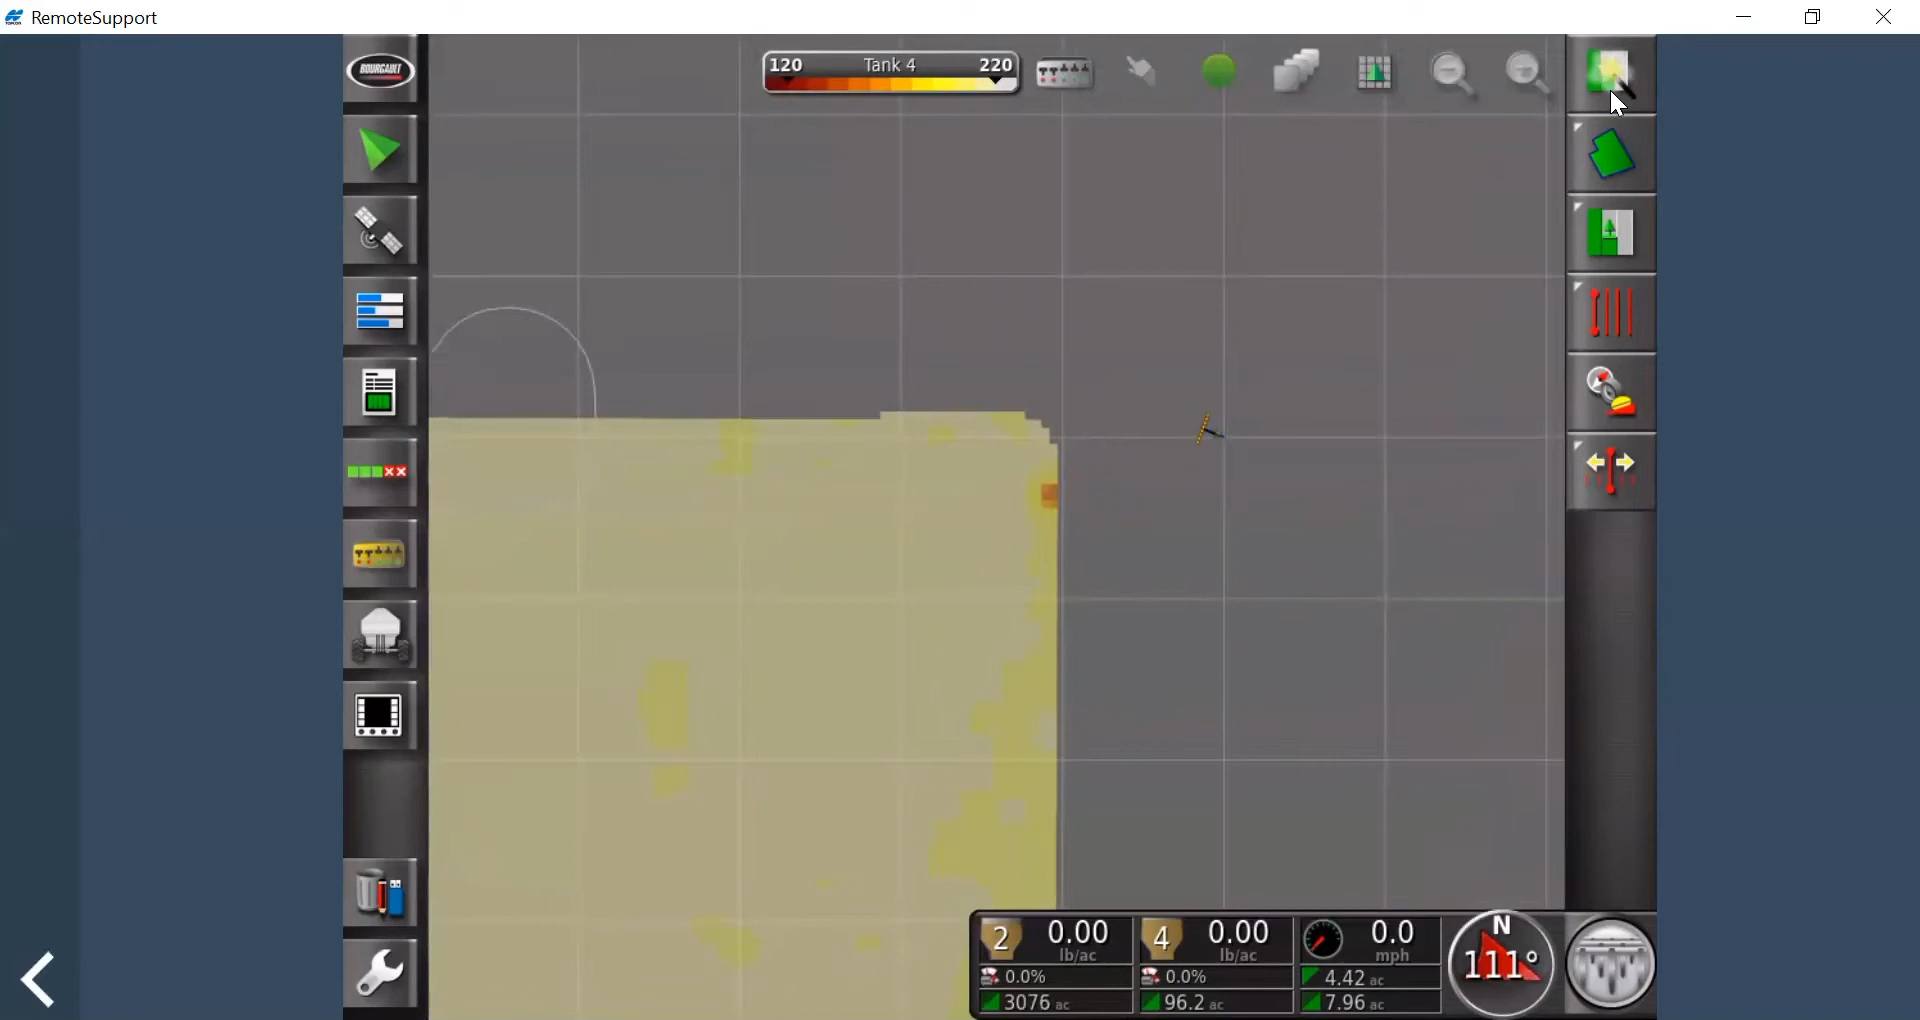 RemoteSupport
BOURGAULT
120 Tank 4 220
2 0.00 lb/ac
0.0%
3076 ac
4 0.00 lb/ac
0.0%
96.2 ac
0.0 mph
4.42 ac
7.96 ac
N
111°